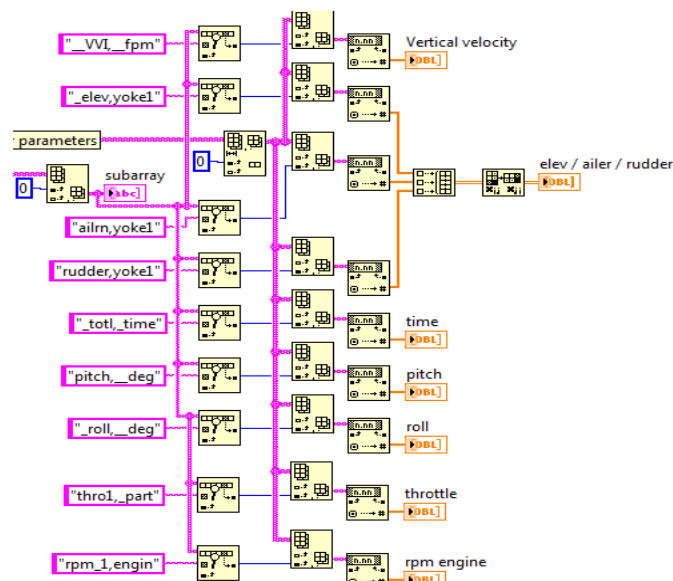 "__VVI,__fpm"
Vertical velocity
DBL
"_elev,yoke1"
r parameters
0
elev / ailer / rudder
DBL
subarray
0
abc
"ailrn,yoke1"
"rudder,yoke1"
"_totl,_time"
time
DBL
"pitch,__deg"
pitch
DBL
"_roll,__deg"
roll
DBL
"thro1,_part"
throttle
DBL
"rpm_1,engin"
rpm engine
DBL